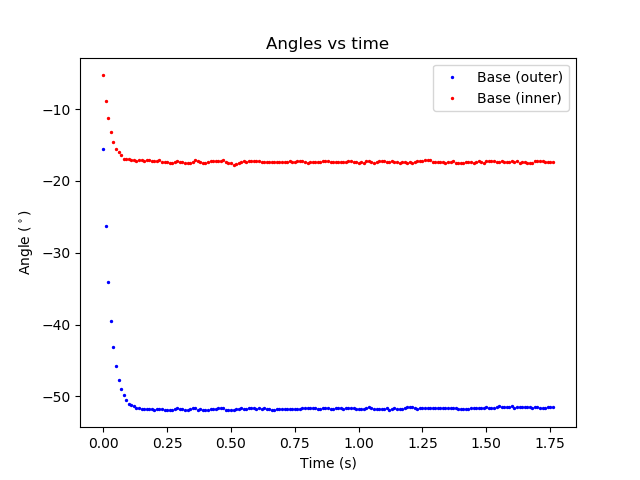 Angles vs time
Base (outer)
Base (inner)
Angle (°)
−10
−20
−30
−40
−50
0.00 0.25 0.50 0.75 1.00 1.25 1.50 1.75
Time (s)